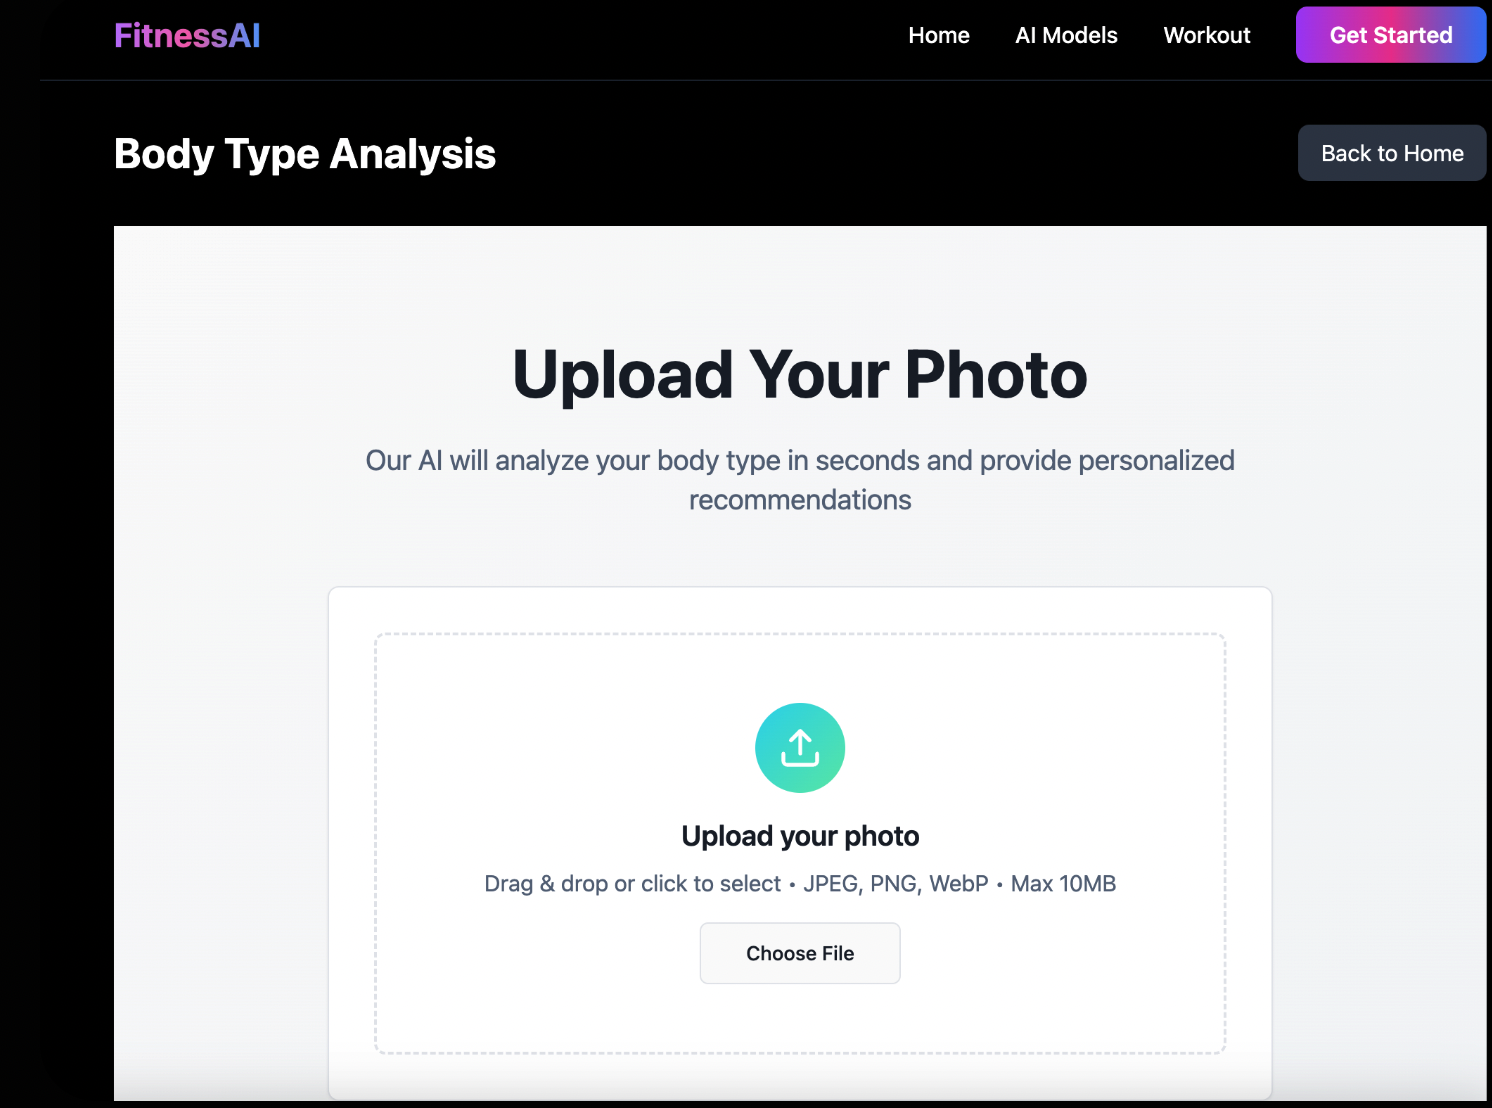 FitnessAI
Home
AI Models
Workout
Get Started
Body Type Analysis
Back to Home
Upload Your Photo
Our AI will analyze your body type in seconds and provide personalized
recommendations
Upload your photo
Drag & drop or click to select • JPEG, PNG, WebP • Max 10MB
Choose File